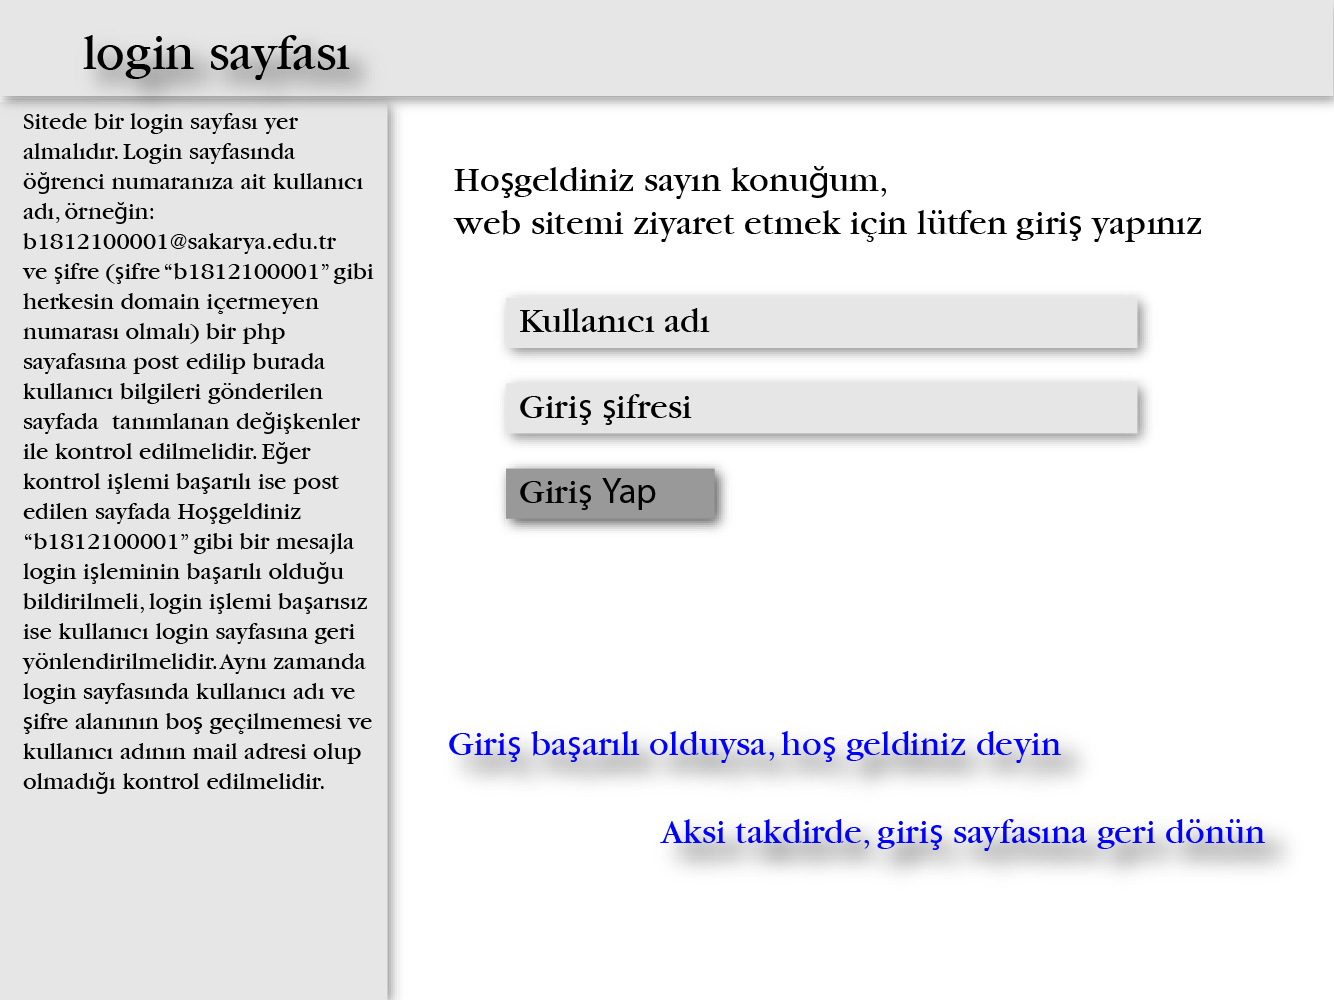 login sayfası
Sitede bir login sayfası yer
almalıdır. Login sayfasında
öğrenci numaranıza ait kullanıcı
adı, örneğin:
b1812100001@sakarya.edu.tr
ve şifre (şifre “b1812100001” gibi
herkesin domain içermeyen
numarası olmalı) bir php
sayafasına post edilip burada
kullanıcı bilgileri gönderilen
sayfada tanımlanan değişkenler
ile kontrol edilmelidir. Eğer
kontrol işlemi başarılı ise post
edilen sayfada Hoşgeldiniz
“b1812100001” gibi bir mesajla
login işleminin başarılı olduğu
bildirilmeli, login işlemi başarısız
ise kullanıcı login sayfasına geri
yönlendirilmelidir. Aynı zamanda
login sayfasında kullanıcı adı ve
şifre alanının boş geçilmemesi ve
kullanıcı adının mail adresi olup
olmadığı kontrol edilmelidir.
Hoşgeldiniz sayın konuğum,
web sitemi ziyaret etmek için lütfen giriş yapınız
Kullanıcı adı
Giriş şifresi
Giriş Yap
Giriş başarılı olduysa, hoş geldiniz deyin
Aksi takdirde, giriş sayfasına geri dönün